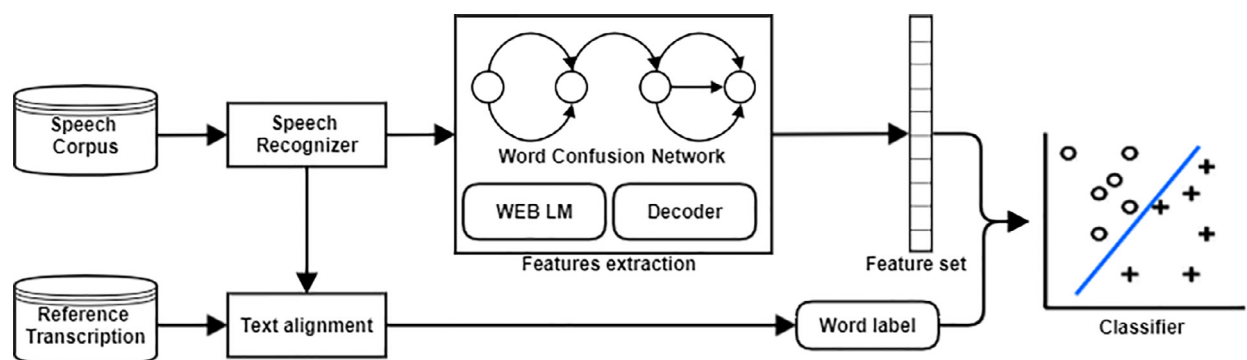 Speech
Corpus
Speech
Recognizer
Word Confusion Network
WEB LM
Decoder
Features extraction
Feature set
Reference
Transcription
Text alignment
Word label
Classifier